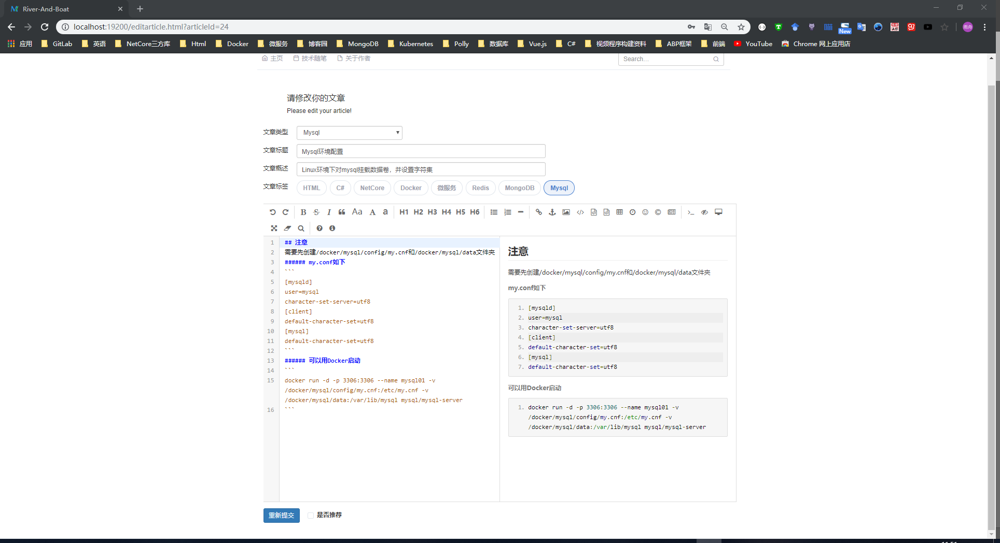 River-And-Boat
localhost:19200/editarticle.html?articleId=24
New
雨舟
应用 GitLab 英语 NetCore三方库 Html Docker 微服务 博客园 MongoDB Kubernetes Polly 数据库 Vue.js C# 视频程序构建资料 ABP框架 前端 YouTube Chrome 网上应用店
主页 技术随笔 关于作者 Search...
请修改你的文章
Please edit your article!
文章类型 Mysql
文章标题 Mysql环境配置
文章概述 Linux环境下对mysql挂载数据卷，并设置字符集
文章标签 HTML C# NetCore Docker 微服务 Redis MongoDB Mysql
B S I Aa A a H1 H2 H3 H4 H5 H6
1 ## 注意
2 需要先创建/docker/mysql/config/my.cnf和/docker/mysql/data文件夹
3 ###### my.conf如下
4 ```
5 [mysqld]
6 user=mysql
7 character-set-server=utf8
8 [client]
9 default-character-set=utf8
10 [mysql]
11 default-character-set=utf8
12 ```
13 ###### 可以用Docker启动
14 ```
15 docker run -d -p 3306:3306 --name mysql01 -v
/docker/mysql/config/my.cnf:/etc/my.cnf -v
/docker/mysql/data:/var/lib/mysql mysql/mysql-server
16 ```
注意
需要先创建/docker/mysql/config/my.cnf和/docker/mysql/data文件夹
my.conf如下
1. [mysqld]
2. user=mysql
3. character-set-server=utf8
4. [client]
5. default-character-set=utf8
6. [mysql]
7. default-character-set=utf8
可以用Docker启动
1. docker run -d -p 3306:3306 --name mysql01 -v
/docker/mysql/config/my.cnf:/etc/my.cnf -v
/docker/mysql/data:/var/lib/mysql mysql/mysql-server
重新提交 是否推荐